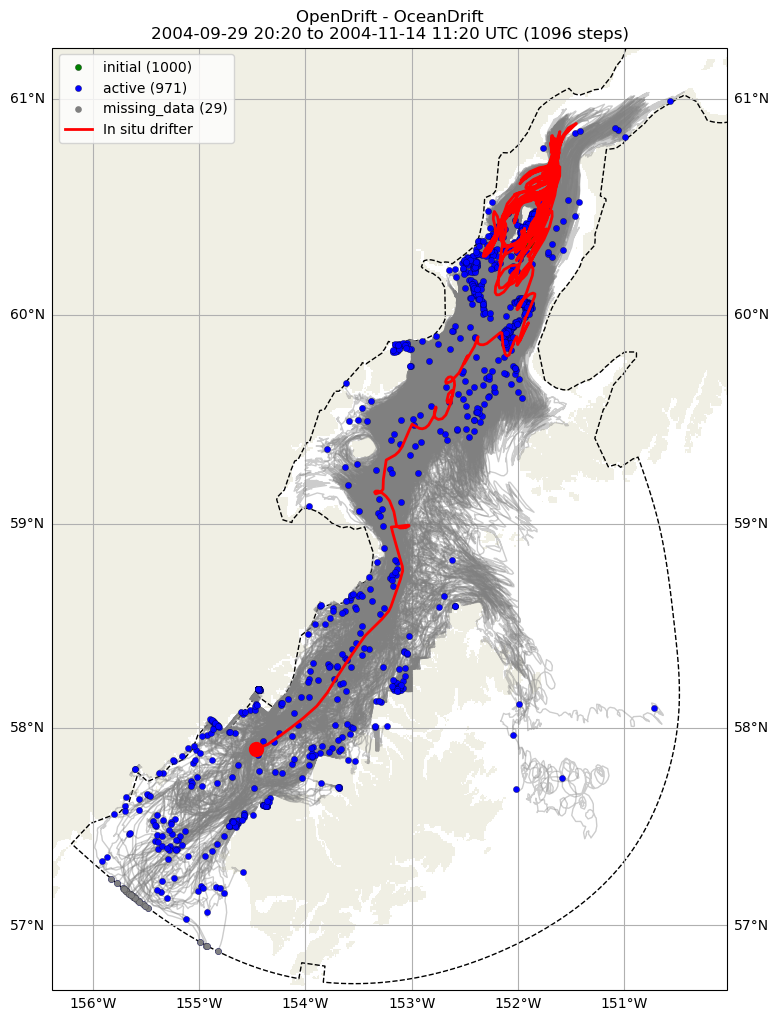 OpenDrift - OceanDrift
2004-09-29 20:20 to 2004-11-14 11:20 UTC (1096 steps)
initial (1000)
active (971)
missing_data (29)
In situ drifter
61°N 61°N
60°N 60°N
59°N 59°N
58°N 58°N
57°N 57°N
156°W 155°W 154°W 153°W 152°W 151°W